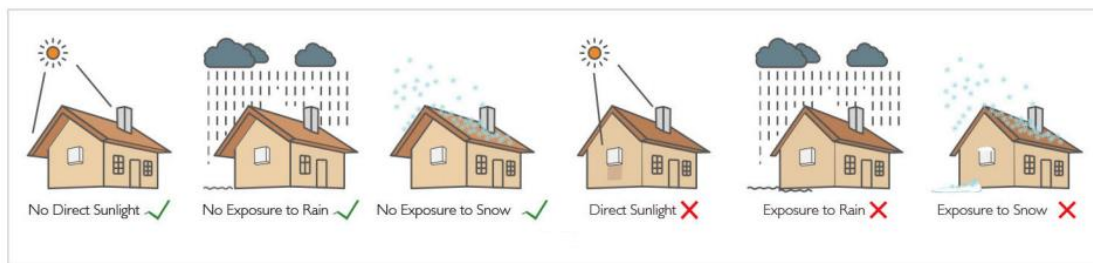 No Direct Sunlight
No Exposure to Rain
No Exposure to Snow
Direct Sunlight
Exposure to Rain
Exposure to Snow